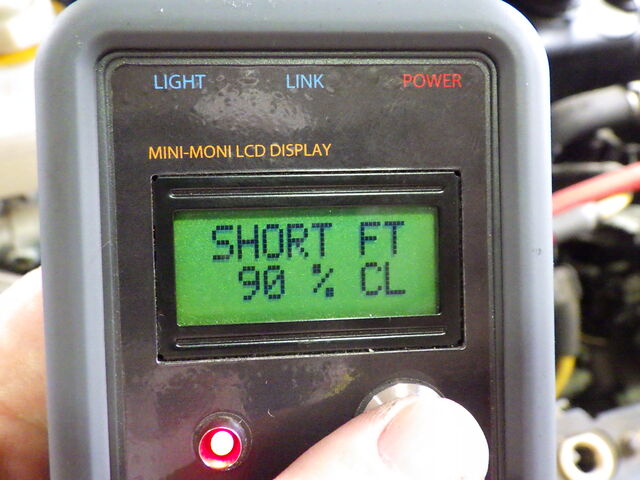 LIGHT LINK POWER
MINI-MONI LCD DISPLAY
SHORT FT
90 % CL